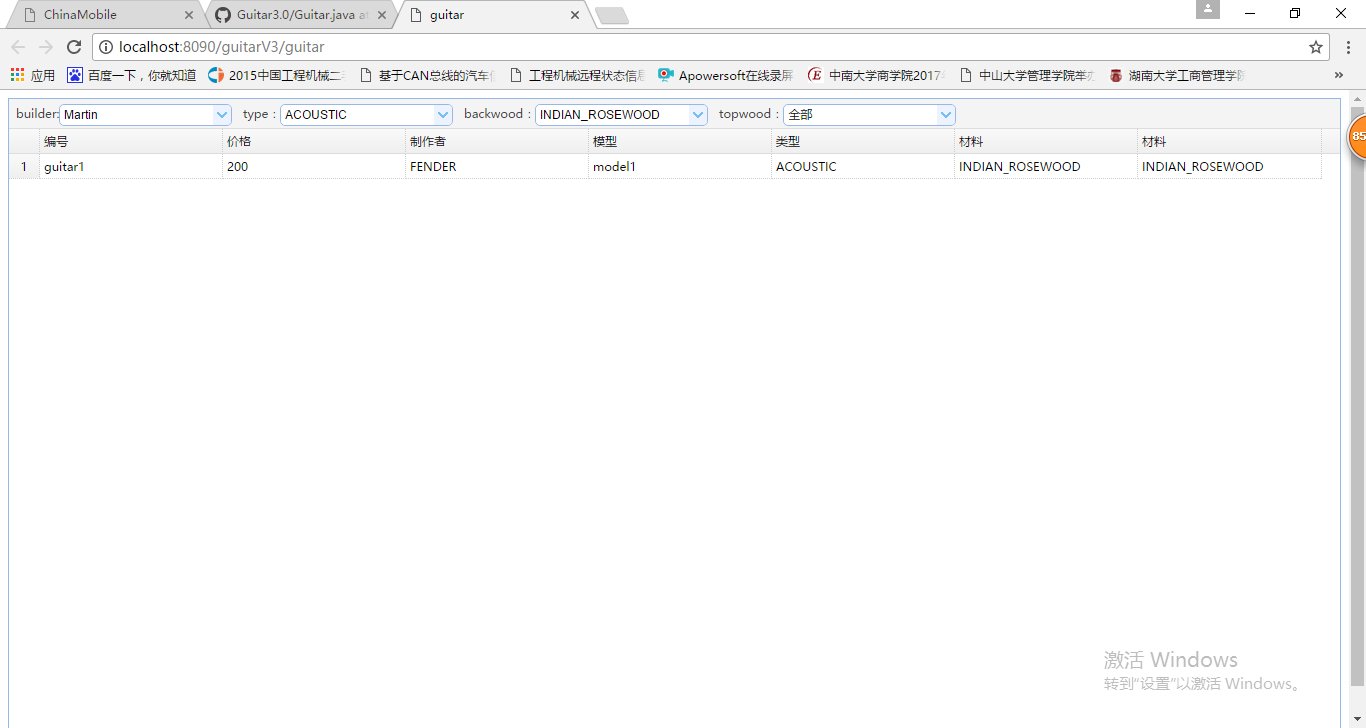 ChinaMobile
Guitar3.0/Guitar.java at
guitar
localhost:8090/guitarV3/guitar
应用 百度一下，你就知道 2015中国工程机械二 基于CAN总线的汽车 工程机械远程状态信 Apowersoft在线录屏 中南大学商学院2017 中山大学管理学院举 湖南大学工商管理学 »
builder: Martin type： ACOUSTIC backwood： INDIAN_ROSEWOOD topwood： 全部
编号 价格 制作者 模型 类型 材料 材料
1 guitar1 200 FENDER model1 ACOUSTIC INDIAN_ROSEWOOD INDIAN_ROSEWOOD
85
激活 Windows
转到"设置"以激活 Windows。